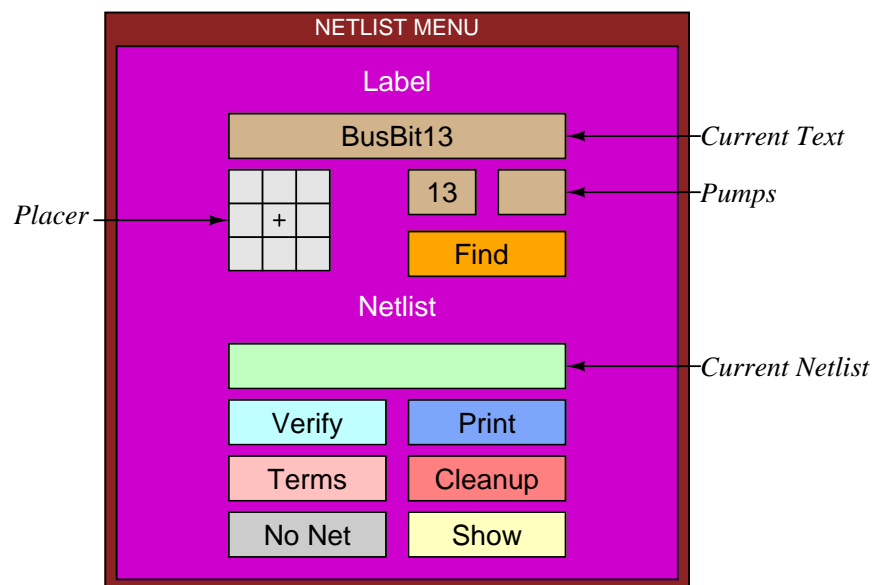 NETLIST MENU
Label
BusBit13
Current Text
13
Pumps
Placer
+
Find
Netlist
Current Netlist
Verify
Print
Terms
Cleanup
No Net
Show